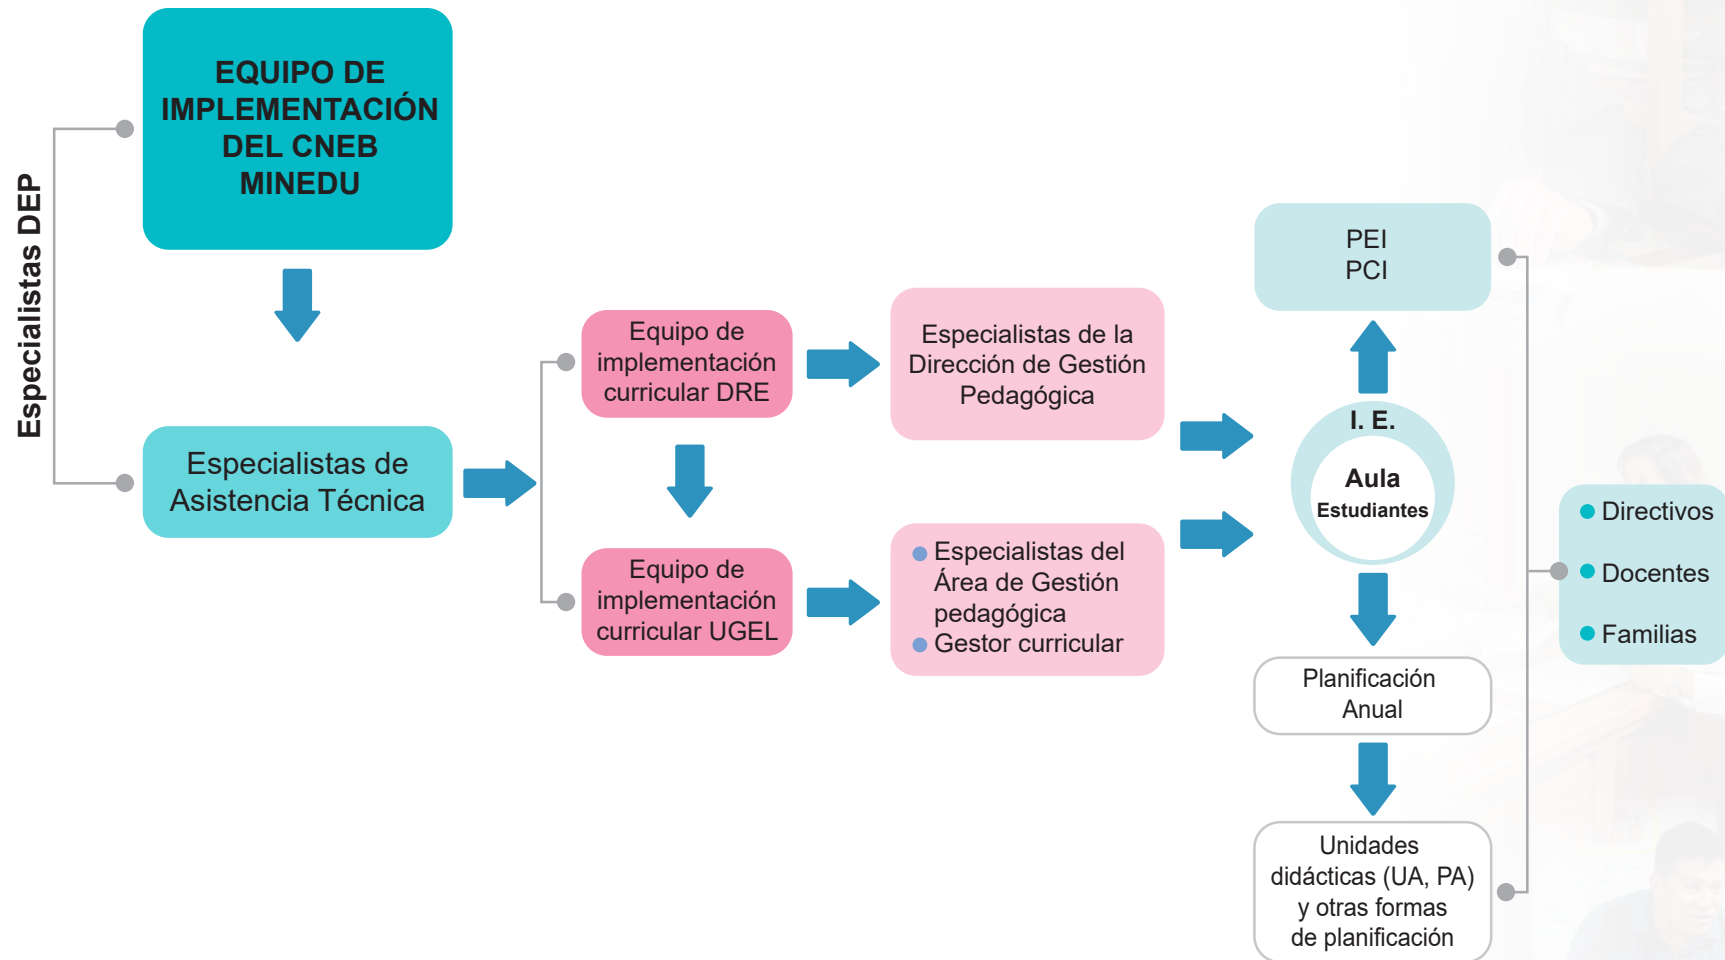 Especialistas DEP
EQUIPO DE
IMPLEMENTACIÓN
DEL CNEB
MINEDU
Especialistas de
Asistencia Técnica
Equipo de
implementación
curricular DRE
Equipo de
implementación
curricular UGEL
Especialistas de la
Dirección de Gestión
Pedagógica
Especialistas del
Área de Gestión
pedagógica
Gestor curricular
PEI
PCI
I. E.
Aula
Estudiantes
Planificación
Anual
Unidades
didácticas (UA, PA)
y otras formas
de planificación
Directivos
Docentes
Familias